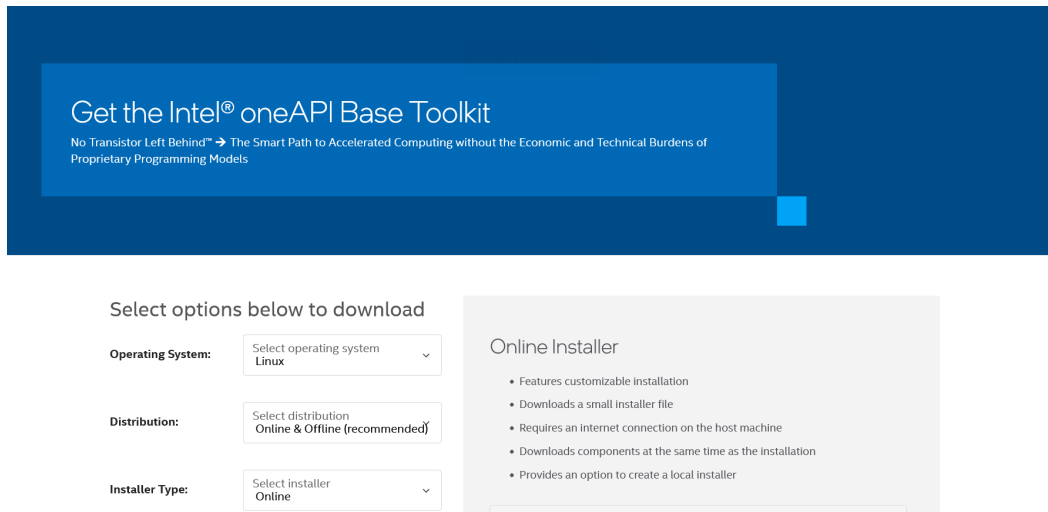 Get the Intel® oneAPI Base Toolkit
No Transistor Left Behind™ → The Smart Path to Accelerated Computing without the Economic and Technical Burdens of
Proprietary Programming Models
Select options below to download
Operating System:
Select operating system
Linux
Distribution:
Select distribution
Online & Offline (recommended)
Installer Type:
Select installer
Online
Online Installer
• Features customizable installation
• Downloads a small installer file
• Requires an internet connection on the host machine
• Downloads components at the same time as the installation
• Provides an option to create a local installer